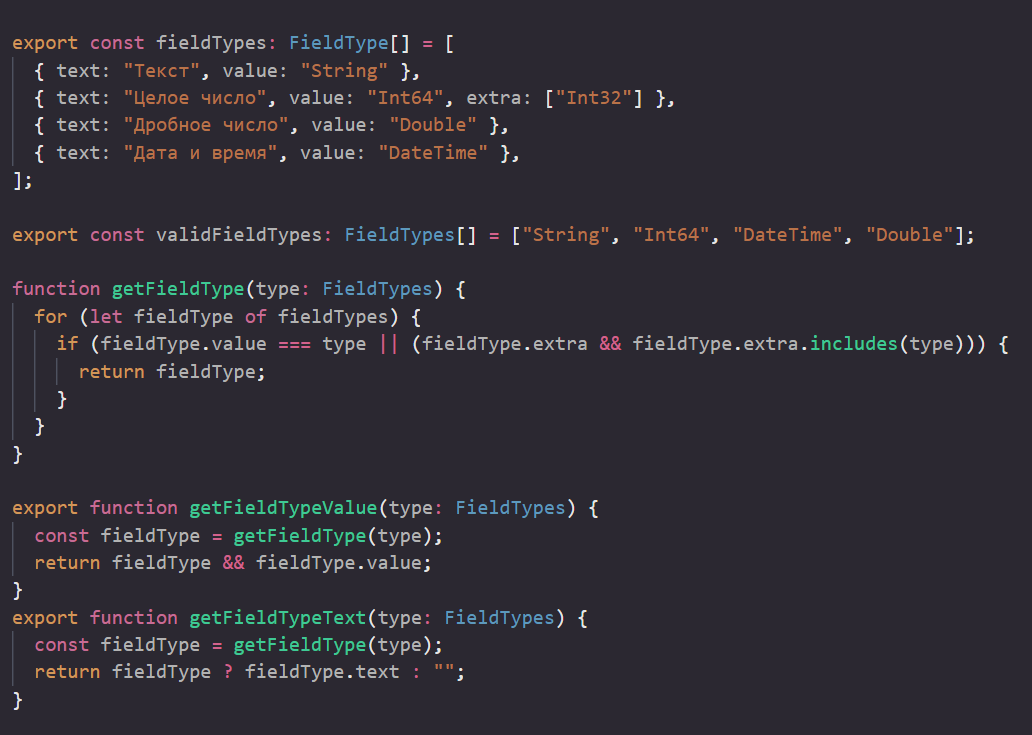 export const fieldTypes: FieldType[] = [
  { text: "Текст", value: "String" },
  { text: "Целое число", value: "Int64", extra: ["Int32"] },
  { text: "Дробное число", value: "Double" },
  { text: "Дата и время", value: "DateTime" },
];

export const validFieldTypes: FieldTypes[] = ["String", "Int64", "DateTime", "Double"];

function getFieldType(type: FieldTypes) {
  for (let fieldType of fieldTypes) {
    if (fieldType.value === type || (fieldType.extra && fieldType.extra.includes(type))) {
      return fieldType;
    }
  }
}

export function getFieldTypeValue(type: FieldTypes) {
  const fieldType = getFieldType(type);
  return fieldType && fieldType.value;
}
export function getFieldTypeText(type: FieldTypes) {
  const fieldType = getFieldType(type);
  return fieldType ? fieldType.text : "";
}